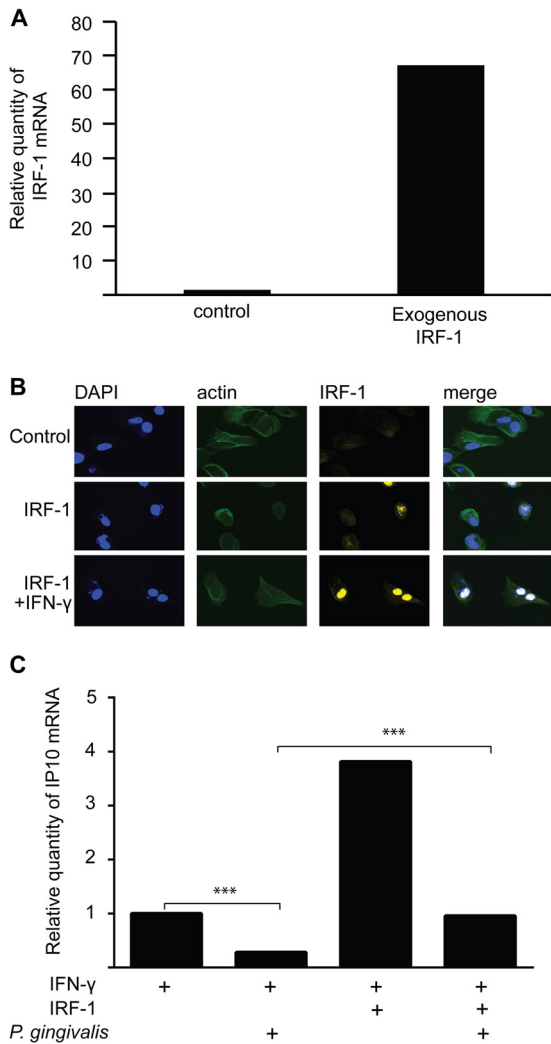 A
Relative quantity of
IRF-1 mRNA
80
70
60
50
40
30
20
10
control
Exogenous
IRF-1
B
DAPI actin IRF-1 merge
Control
IRF-1
IRF-1
+IFN-γ
C
Relative quantity of IP10 mRNA
5
4
3
2
1
***
***
IFN-γ + + + +
IRF-1 + +
P. gingivalis + +